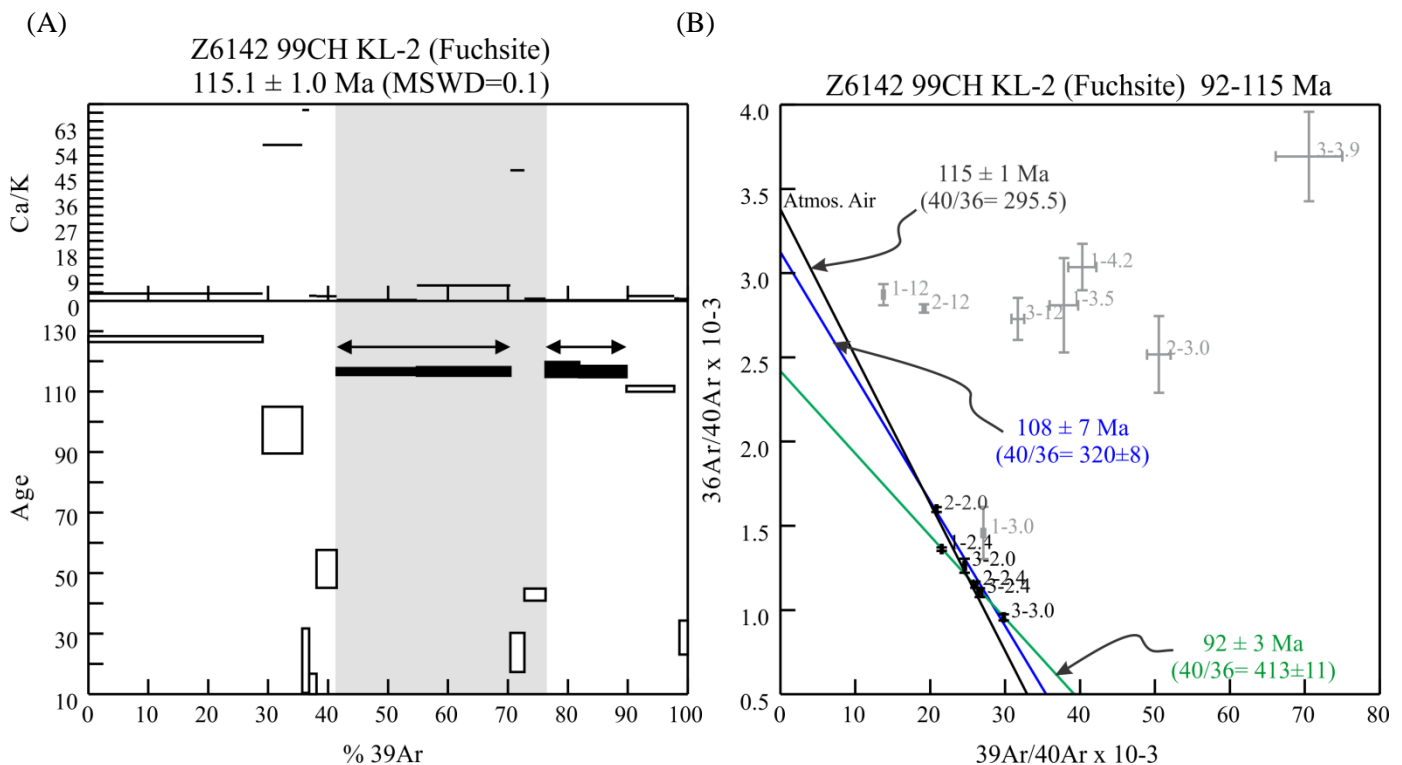 (A)
Z6142 99CH KL-2 (Fuchsite)
115.1 ± 1.0 Ma (MSWD=0.1)
Ca/K
63
54
45
36
27
18
9
0
Age
130
110
90
70
50
30
10
0 10 20 30 40 50 60 70 80 90 100
% 39Ar
(B)
Z6142 99CH KL-2 (Fuchsite) 92-115 Ma
36Ar/40Ar x 10-3
4.0
3.5
3.0
2.5
2.0
1.5
1.0
0.5
Atmos. Air
115 ± 1 Ma
(40/36= 295.5)
3-3.9
1-4.2
1-12
2-12
3-12
-3.5
2-3.0
108 ± 7 Ma
(40/36= 320±8)
2-2.0
1-3.0
1-2.4
3-2.0
2-2.4
3-2.4
3-3.0
92 ± 3 Ma
(40/36= 413±11)
0 10 20 30 40 50 60 70 80
39Ar/40Ar x 10-3